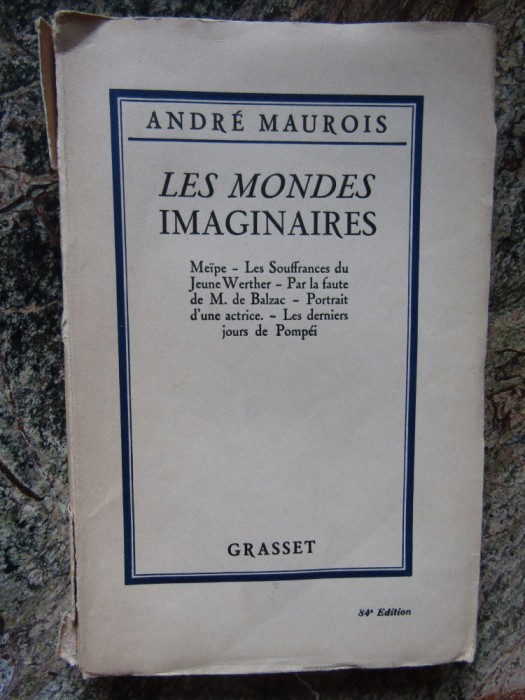 ANDRÉ MAUROIS
LES MONDES
IMAGINAIRES
Meïpe - Les Souffrances du
Jeune Werther - Par la faute
de M. de Balzac - Portrait
d'une actrice. - Les derniers
jours de Pompéi
GRASSET
84e Edition